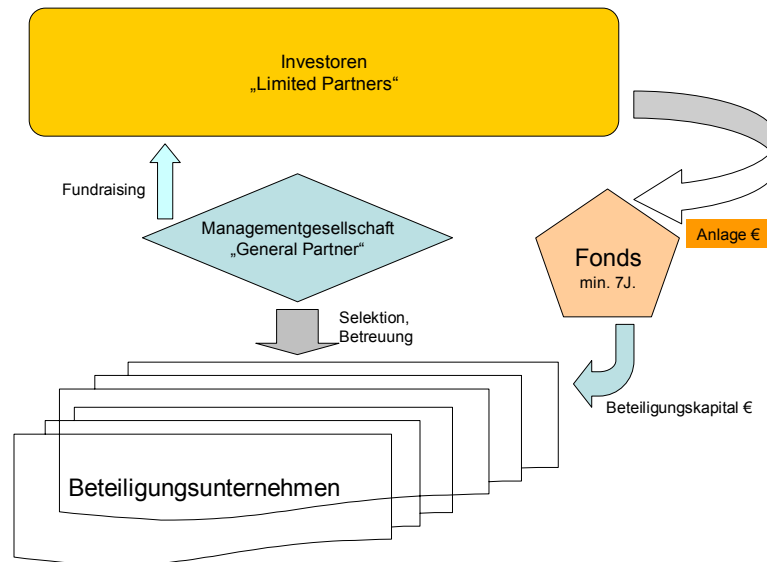 Investoren
„Limited Partners“
Fundraising
Managementgesellschaft
„General Partner“
Anlage €
Fonds
min. 7J.
Selektion,
Betreuung
Beteiligungskapital €
Beteiligungsunternehmen